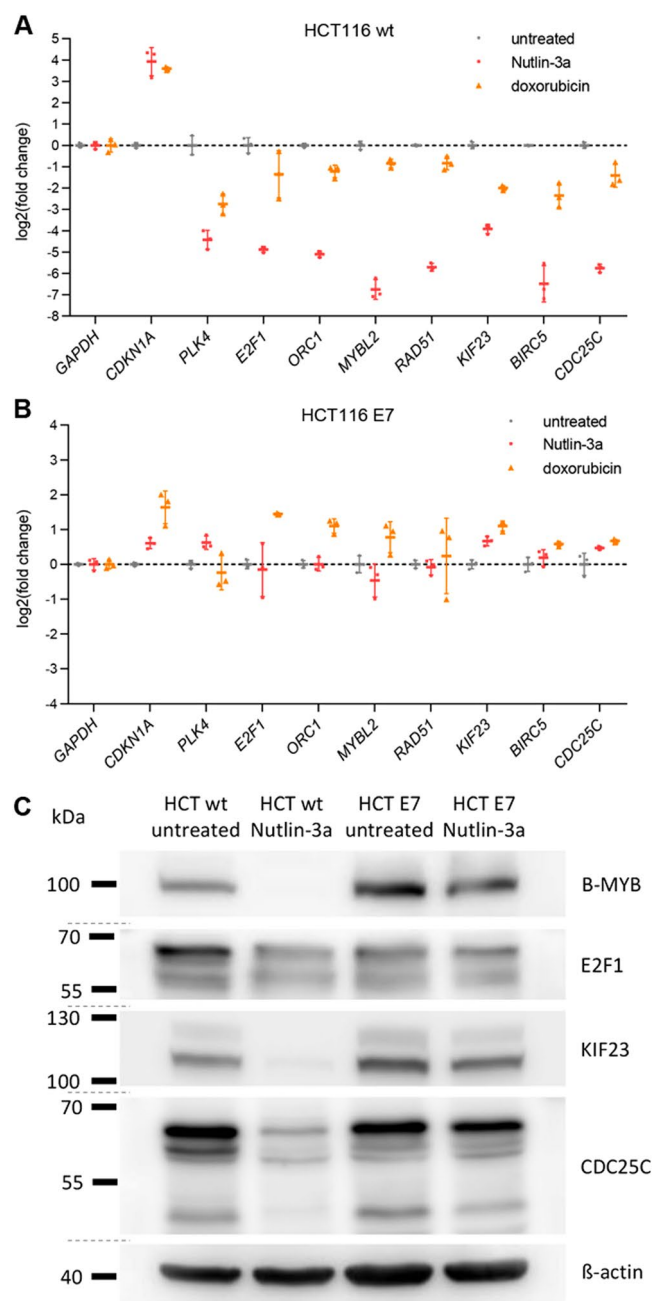 A
HCT116 wt
untreated
Nutlin-3a
doxorubicin
log2(fold change)
5
4
3
2
1
0
-1
-2
-3
-4
-5
-6
-7
-8
GAPDH
CDKN1A
PLK4
E2F1
ORC1
MYBL2
RAD51
KIF23
BIRC5
CDC25C
B
HCT116 E7
untreated
Nutlin-3a
doxorubicin
log2(fold change)
4
3
2
1
0
-1
-2
-3
-4
GAPDH
CDKN1A
PLK4
E2F1
ORC1
MYBL2
RAD51
KIF23
BIRC5
CDC25C
C
kDa
HCT wt
untreated
HCT wt
Nutlin-3a
HCT E7
untreated
HCT E7
Nutlin-3a
100
B-MYB
70
55
E2F1
130
100
KIF23
70
55
CDC25C
40
ß-actin